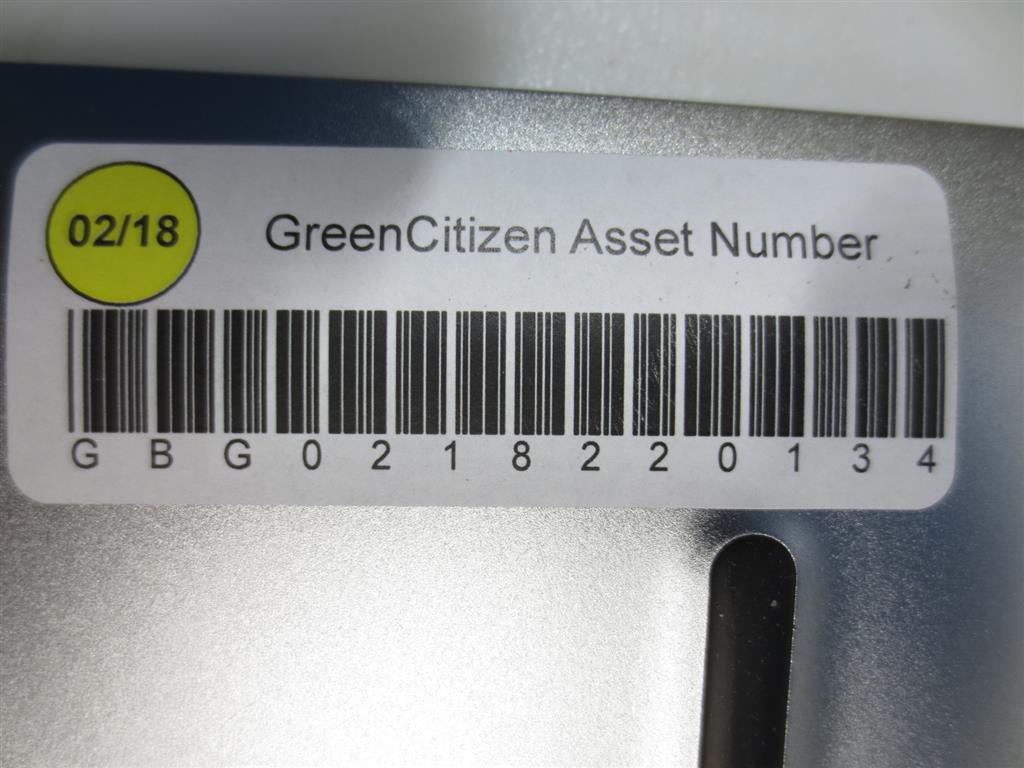 02/18
GreenCitizen Asset Number
G B G 0 2 1 8 2 2 0 1 3 4